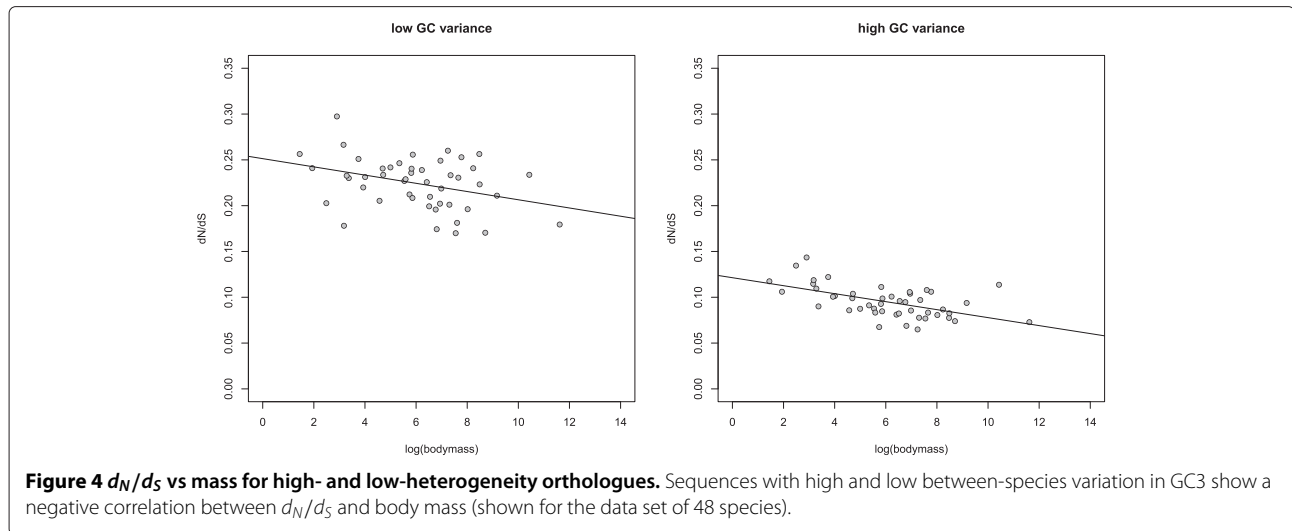 low GC variance
0.35
0.30
0.25
0.20
0.15
0.10
0.05
0.00
dN/dS
0 2 4 6 8 10 12 14
log(bodymass)
high GC variance
0.35
0.30
0.25
0.20
0.15
0.10
0.05
0.00
dN/dS
0 2 4 6 8 10 12 14
log(bodymass)
Figure 4 dN/dS vs mass for high- and low-heterogeneity orthologues. Sequences with high and low between-species variation in GC3 show a
negative correlation between dN/dS and body mass (shown for the data set of 48 species).